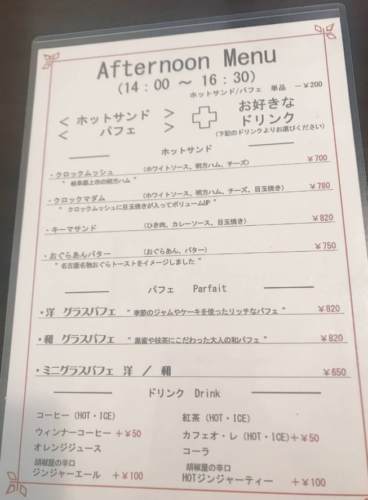 Afternoon Menu
(14:00 ～ 16:30)
ホットサンド/パフェ 単品 －￥200
＜ ホットサンド ＞
＜ パフェ ＞
お好きな
ドリンク
(下記のドリンクよりお選びください)
ホットサンド
・クロックムッシュ (ホワイトソース、明方ハム、チーズ) ￥700
" 岐阜郡上市の明方ハム "
・クロックマダム (ホワイトソース、明方ハム、チーズ、目玉焼き) ￥780
" クロックムッシュに目玉焼きが入ってボリュームUP "
・キーマサンド (ひき肉、カレーソース、目玉焼き) ￥820
・おぐらあんバター (おぐらあん、バター) ￥750
" 名古屋名物おぐらトーストをイメージしました "
パフェ Parfait
・洋 グラスパフェ " 季節のジャムやケーキを使ったリッチなパフェ " ￥820
・和 グラスパフェ " 黒蜜や抹茶にこだわった大人の和パフェ " ￥820
・ミニグラスパフェ 洋 ／ 和 ￥650
ドリンク Drink
コーヒー (HOT・ICE) 紅茶 (HOT・ICE)
ウィンナーコーヒー ＋￥50 カフェオ・レ (HOT・ICE)＋￥50
オレンジジュース コーラ
胡椒屋の辛口 胡椒屋の辛口
ジンジャーエール ＋￥100 HOTジンジャーティー ＋￥100